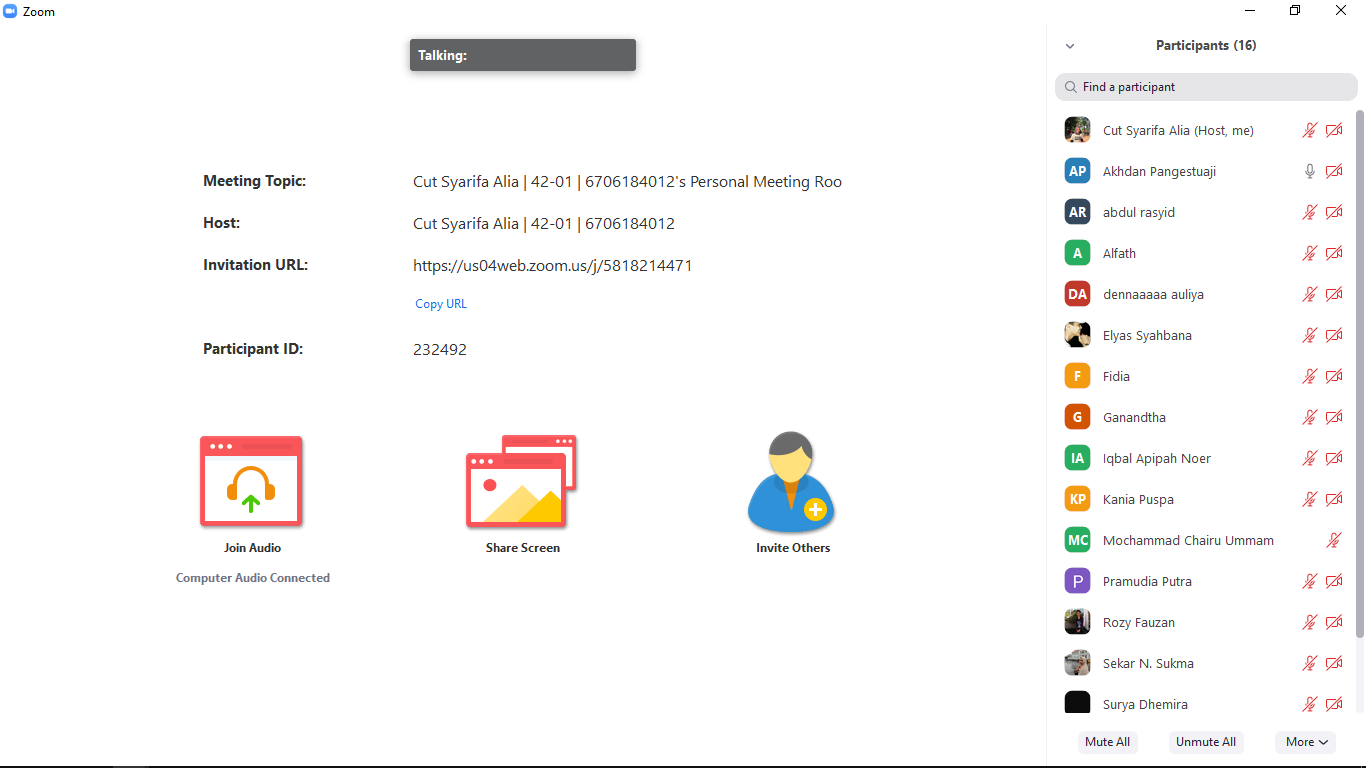 Zoom
Talking:
Meeting Topic: Cut Syarifa Alia | 42-01 | 6706184012's Personal Meeting Roo
Host: Cut Syarifa Alia | 42-01 | 6706184012
Invitation URL: https://us04web.zoom.us/j/5818214471
Copy URL
Participant ID: 232492
Join Audio
Computer Audio Connected
Share Screen
Invite Others
Participants (16)
Find a participant
Cut Syarifa Alia (Host, me)
AP Akhdan Pangestuaji
AR abdul rasyid
A Alfath
DA dennaaaaa auliya
Elyas Syahbana
F Fidia
G Ganandtha
IA Iqbal Apipah Noer
KP Kania Puspa
MC Mochammad Chairu Ummam
P Pramudia Putra
Rozy Fauzan
Sekar N. Sukma
Surya Dhemira
Mute All Unmute All More